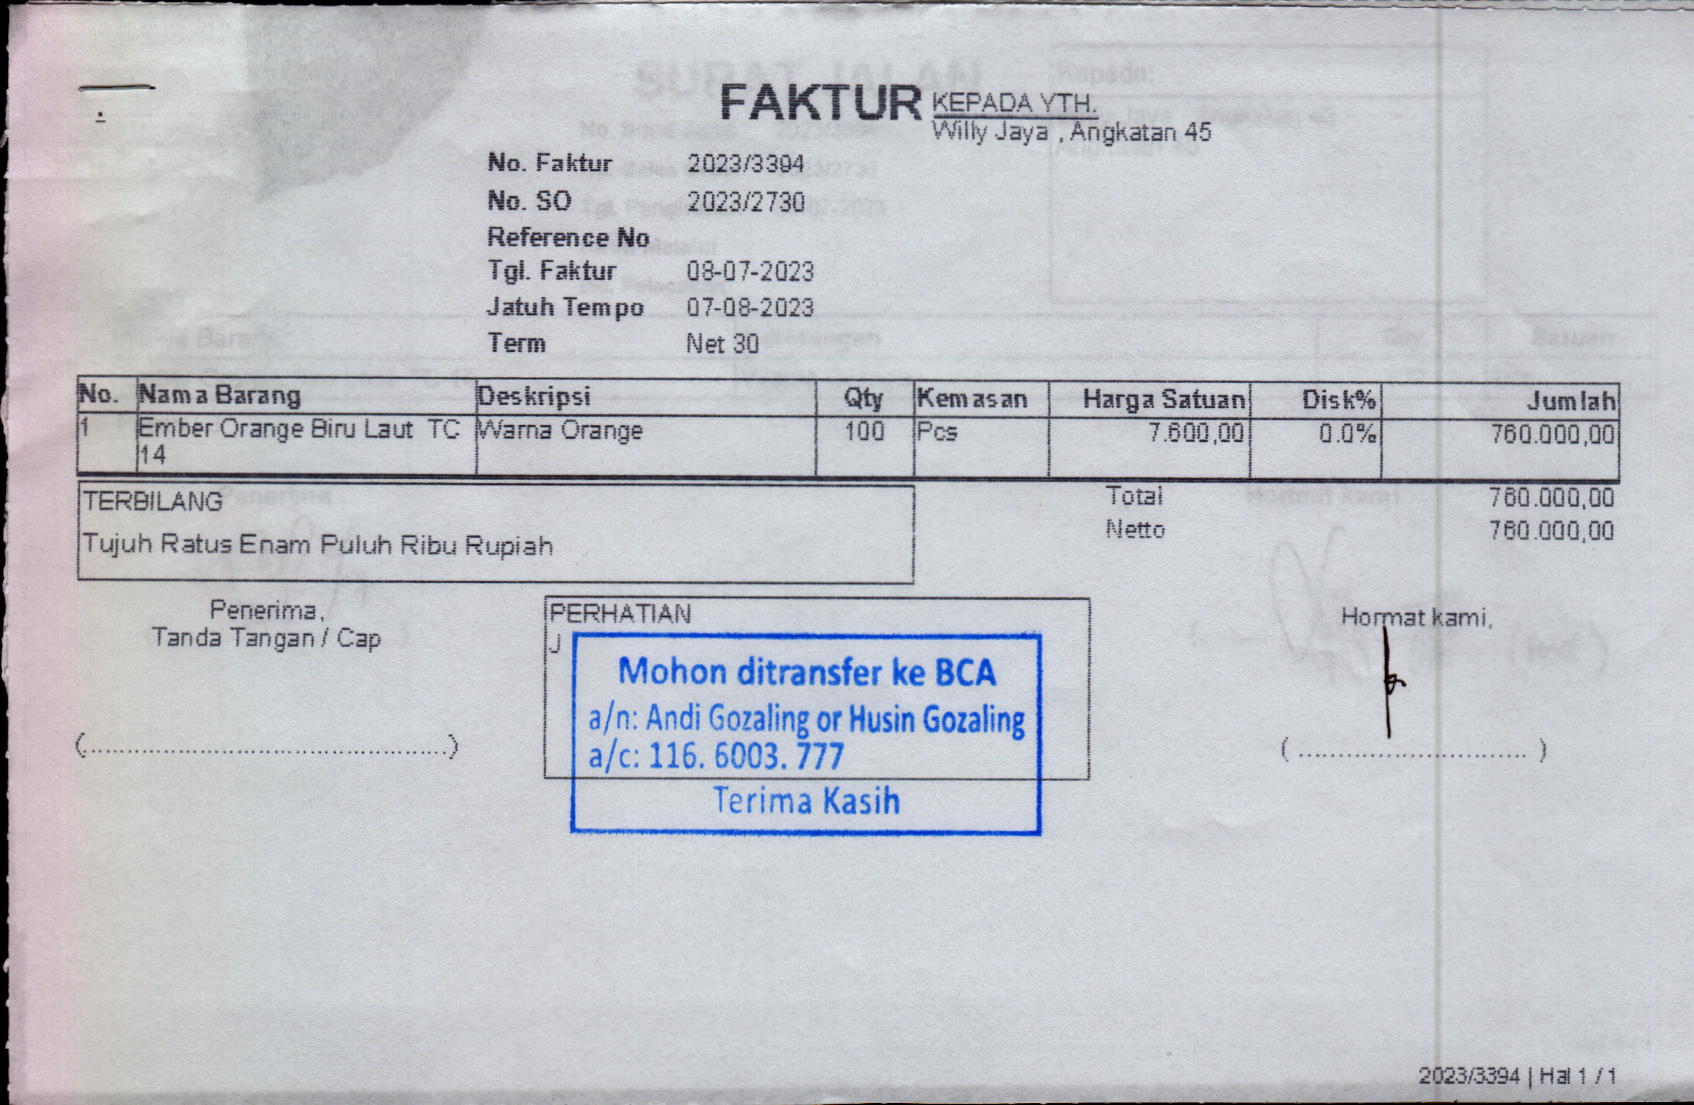 FAKTUR
KEPADA YTH.
Willy Jaya , Angkatan 45
No. Faktur 2023/3394
No. SO 2023/2730
Reference No
Tgl. Faktur 08-07-2023
Jatuh Tempo 07-08-2023
Term Net 30
No. Nama Barang Deskripsi Qty Kemasan Harga Satuan Disk% Jumlah
1 Ember Orange Biru Laut TC Warna Orange 100 Pcs 7.600,00 0.0% 760.000,00
14
TERBILANG
Tujuh Ratus Enam Puluh Ribu Rupiah
Total 760.000,00
Netto 760.000,00
Penerima,
Tanda Tangan / Cap
(................................................)
PERHATIAN
J
Mohon ditransfer ke BCA
a/n: Andi Gozaling or Husin Gozaling
a/c: 116. 6003. 777
Terima Kasih
Hormat kami,
( .............................. )
2023/3394 | Hal 1 / 1